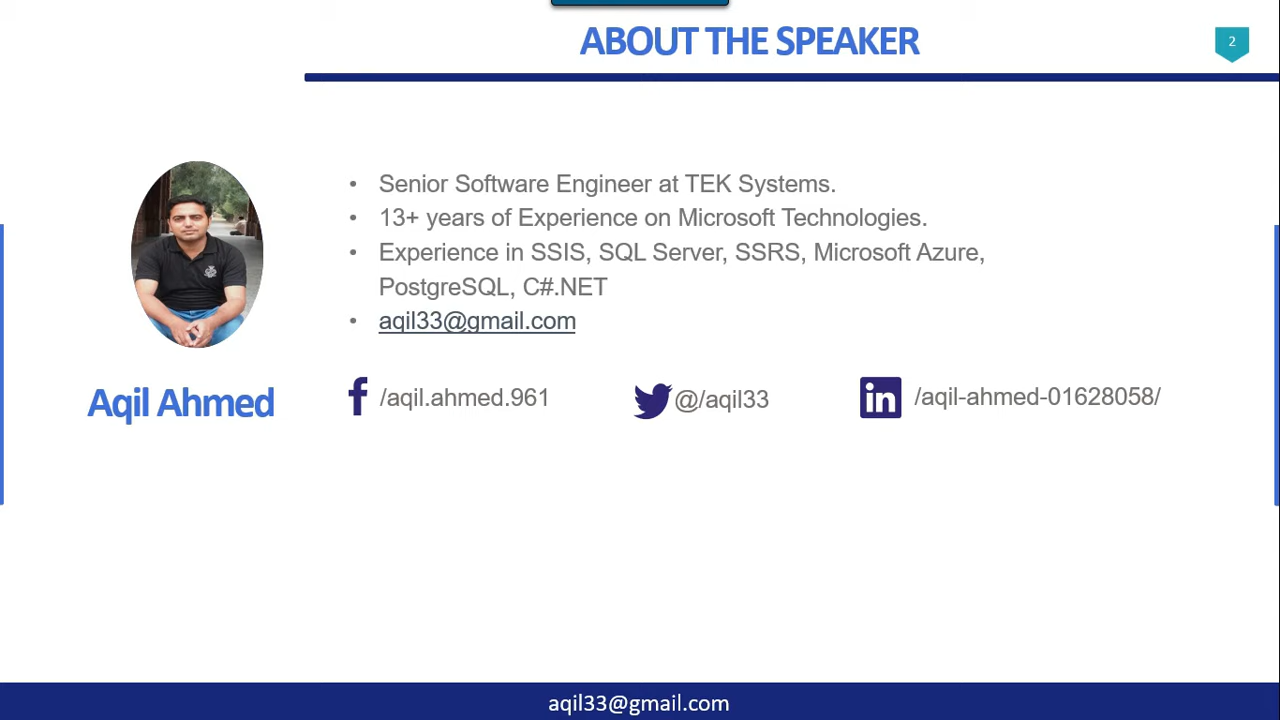 ABOUT THE SPEAKER
2
• Senior Software Engineer at TEK Systems.
• 13+ years of Experience on Microsoft Technologies.
• Experience in SSIS, SQL Server, SSRS, Microsoft Azure,
PostgreSQL, C#.NET
• aqil33@gmail.com
Aqil Ahmed
/aqil.ahmed.961
@/aqil33
in /aqil-ahmed-01628058/
aqil33@gmail.com